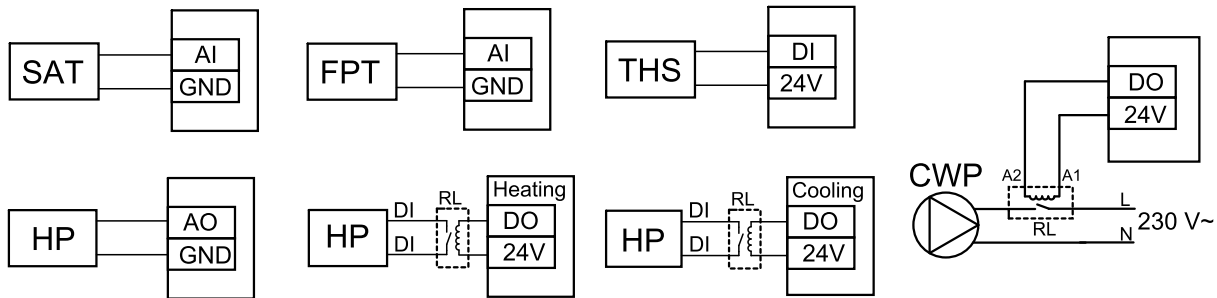 SAT
AI
GND
FPT
AI
GND
THS
DI
24V
DO
24V
CWP
A2
A1
L
RL
230 V~
N
HP
AO
GND
Heating
RL
DI
DO
HP
DI
24V
Cooling
RL
DI
DO
HP
DI
24V